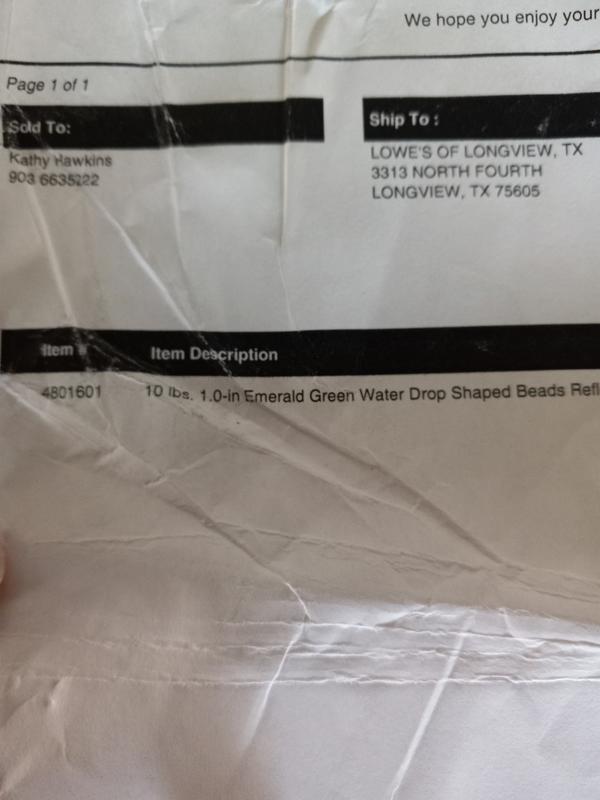 We hope you enjoy your
Page 1 of 1
Sold To:
Kathy Hawkins
903 6635222
Ship To :
LOWE'S OF LONGVIEW, TX
3313 NORTH FOURTH
LONGVIEW, TX 75605
Item # Item Description
4801601 10 lbs. 1.0-in Emerald Green Water Drop Shaped Beads Refl